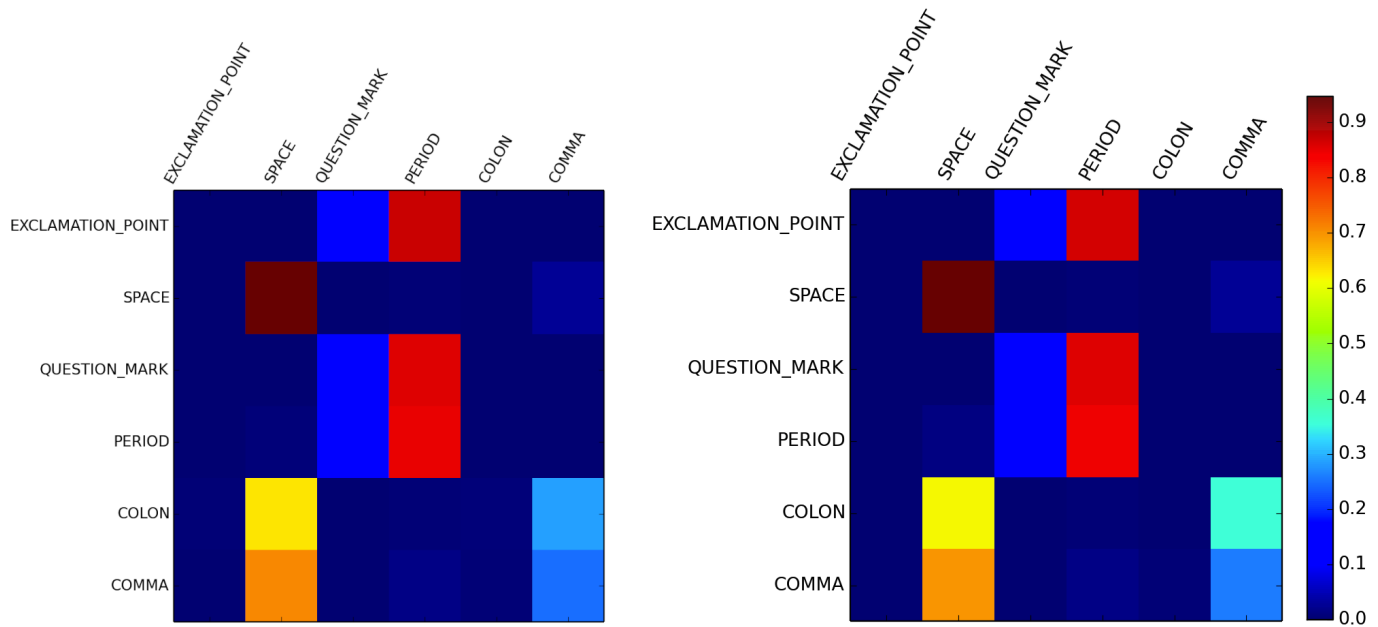 EXCLAMATION_POINT
SPACE
QUESTION_MARK
PERIOD
COLON
COMMA
EXCLAMATION_POINT
SPACE
QUESTION_MARK
PERIOD
COLON
COMMA
EXCLAMATION_POINT
SPACE
QUESTION_MARK
PERIOD
COLON
COMMA
EXCLAMATION_POINT
SPACE
QUESTION_MARK
PERIOD
COLON
COMMA
0.9
0.8
0.7
0.6
0.5
0.4
0.3
0.2
0.1
0.0